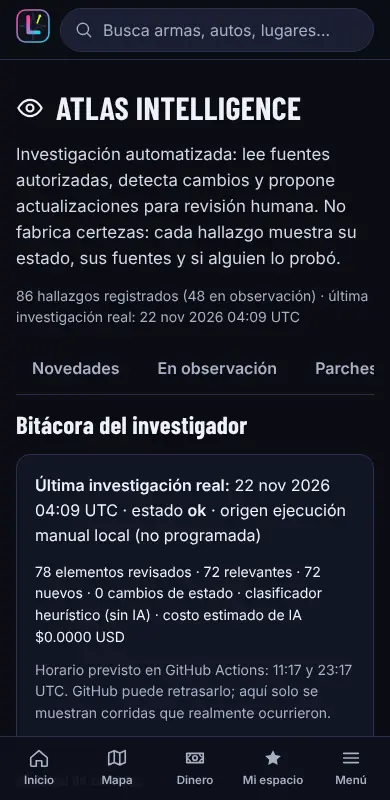 Busca armas, autos, lugares...
ATLAS INTELLIGENCE
Investigación automatizada: lee fuentes
autorizadas, detecta cambios y propone
actualizaciones para revisión humana. No
fabrica certezas: cada hallazgo muestra su
estado, sus fuentes y si alguien lo probó.
86 hallazgos registrados (48 en observación) · última
investigación real: 22 nov 2026 04:09 UTC
Novedades En observación Parches
Bitácora del investigador
Última investigación real: 22 nov 2026
04:09 UTC · estado ok · origen ejecución
manual local (no programada)
78 elementos revisados · 72 relevantes · 72
nuevos · 0 cambios de estado · clasificador
heurístico (sin IA) · costo estimado de IA
$0.0000 USD
Horario previsto en GitHub Actions: 11:17 y 23:17
UTC. GitHub puede retrasarlo; aquí solo se
muestran corridas que realmente ocurrieron.
Inicio Mapa Dinero Mi espacio Menú